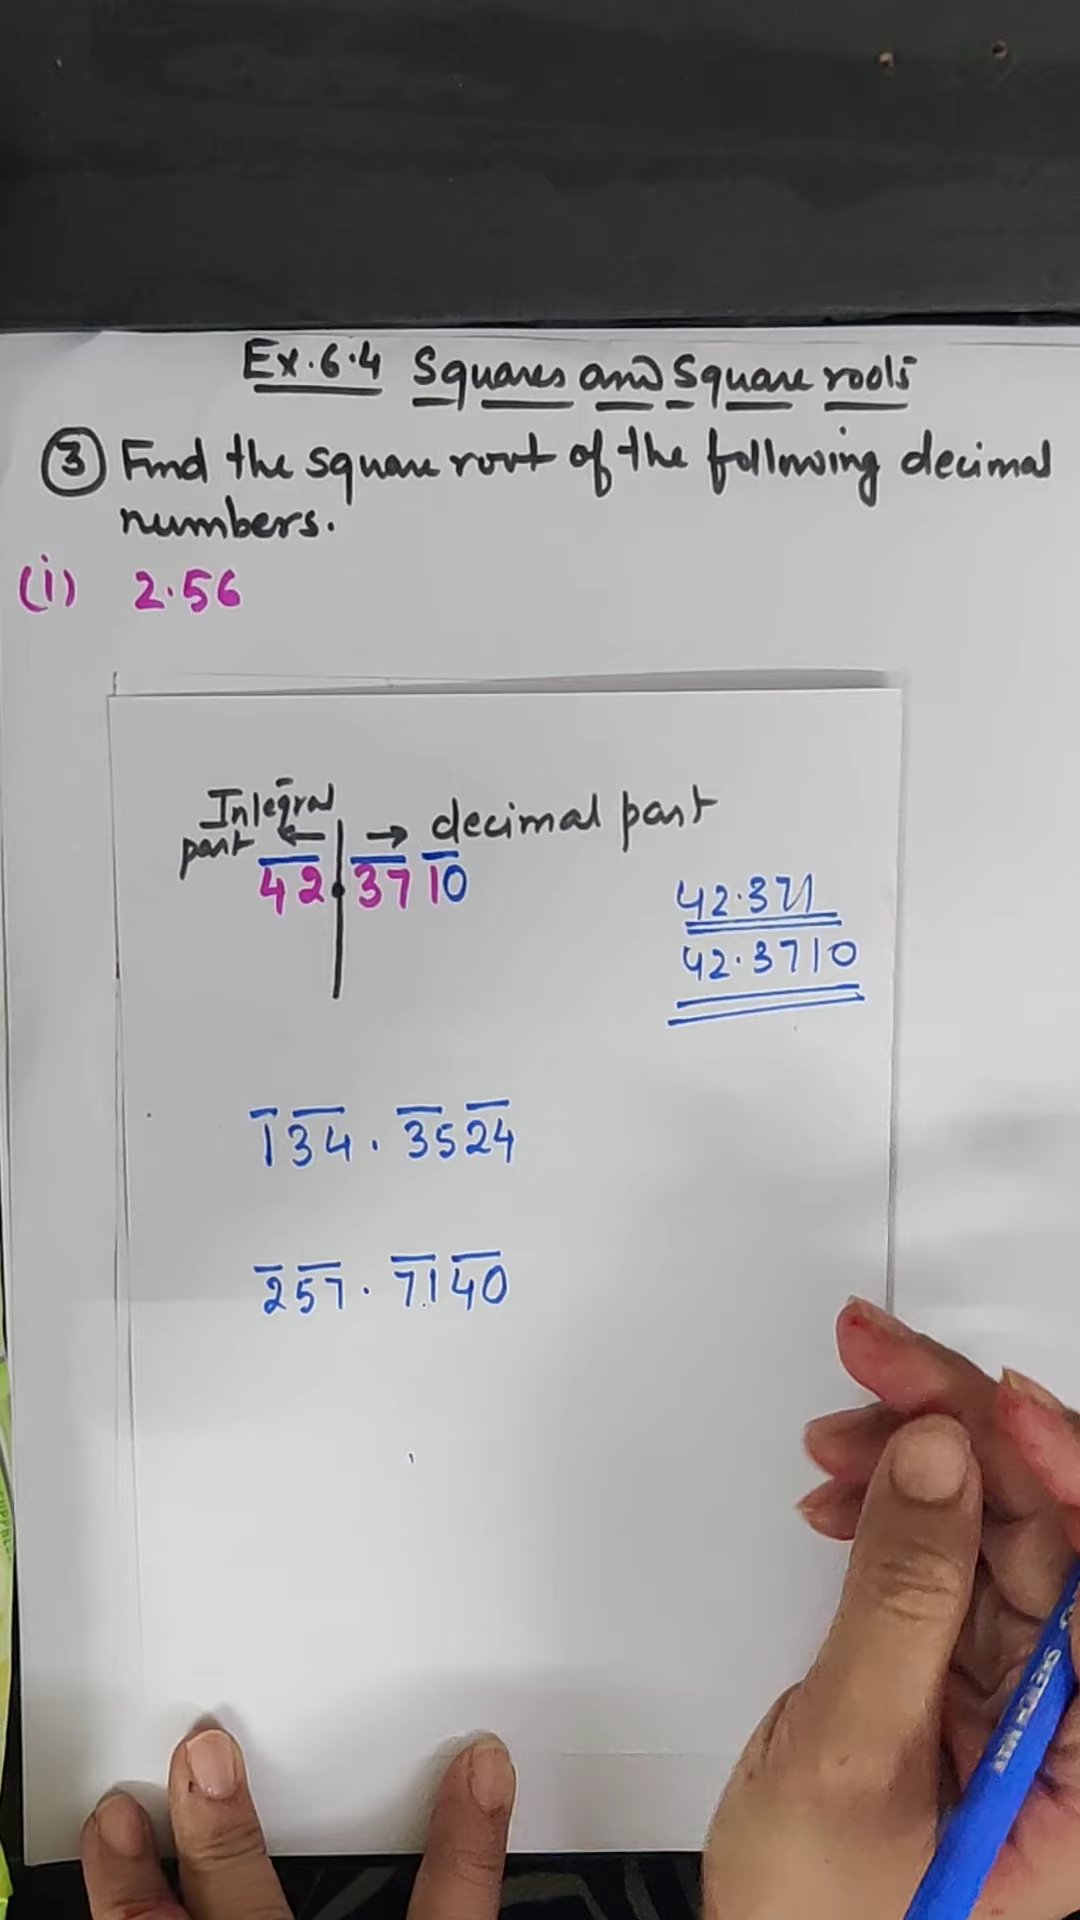 Ex. 6.4 Squares and Square roots
③ Find the square root of the following decimal
numbers.
(i) 2.56
Integral
part ← → decimal part
42.3710
42.371
42.3710
134.3524
257.7140